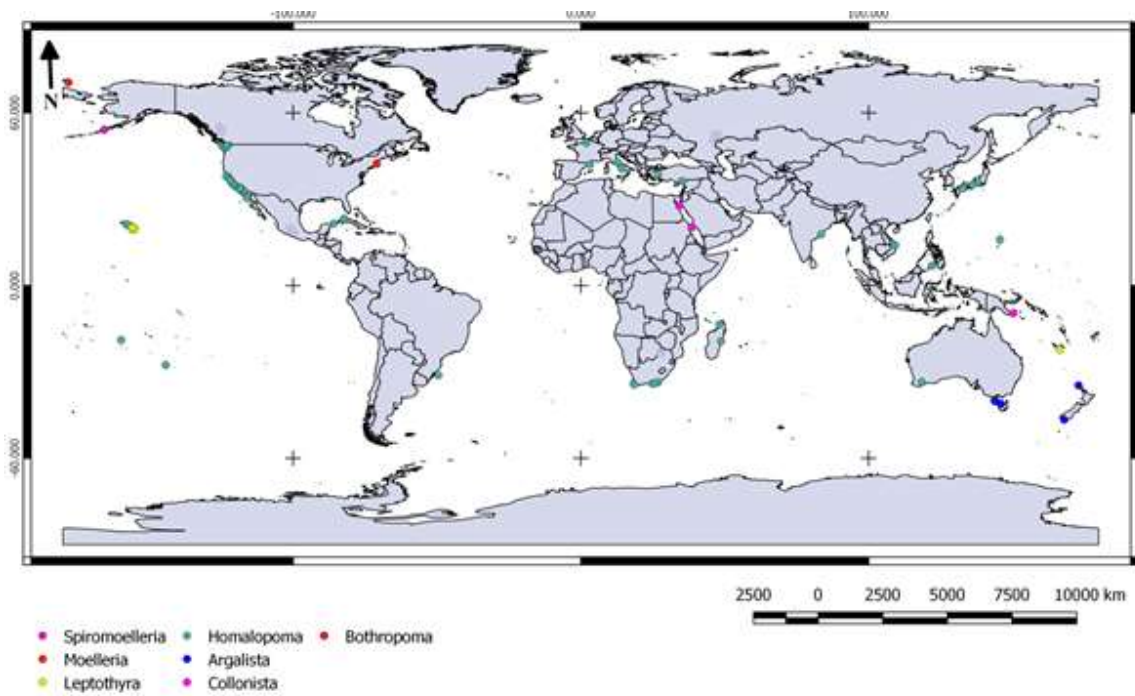 -100.000 0.000 100.000
N
60.000
0.000
-60.000
2500 0 2500 5000 7500 10000 km
Spiromoelleria Homalopoma Bothropoma
Moelleria Argalista
Leptothyra Collonista